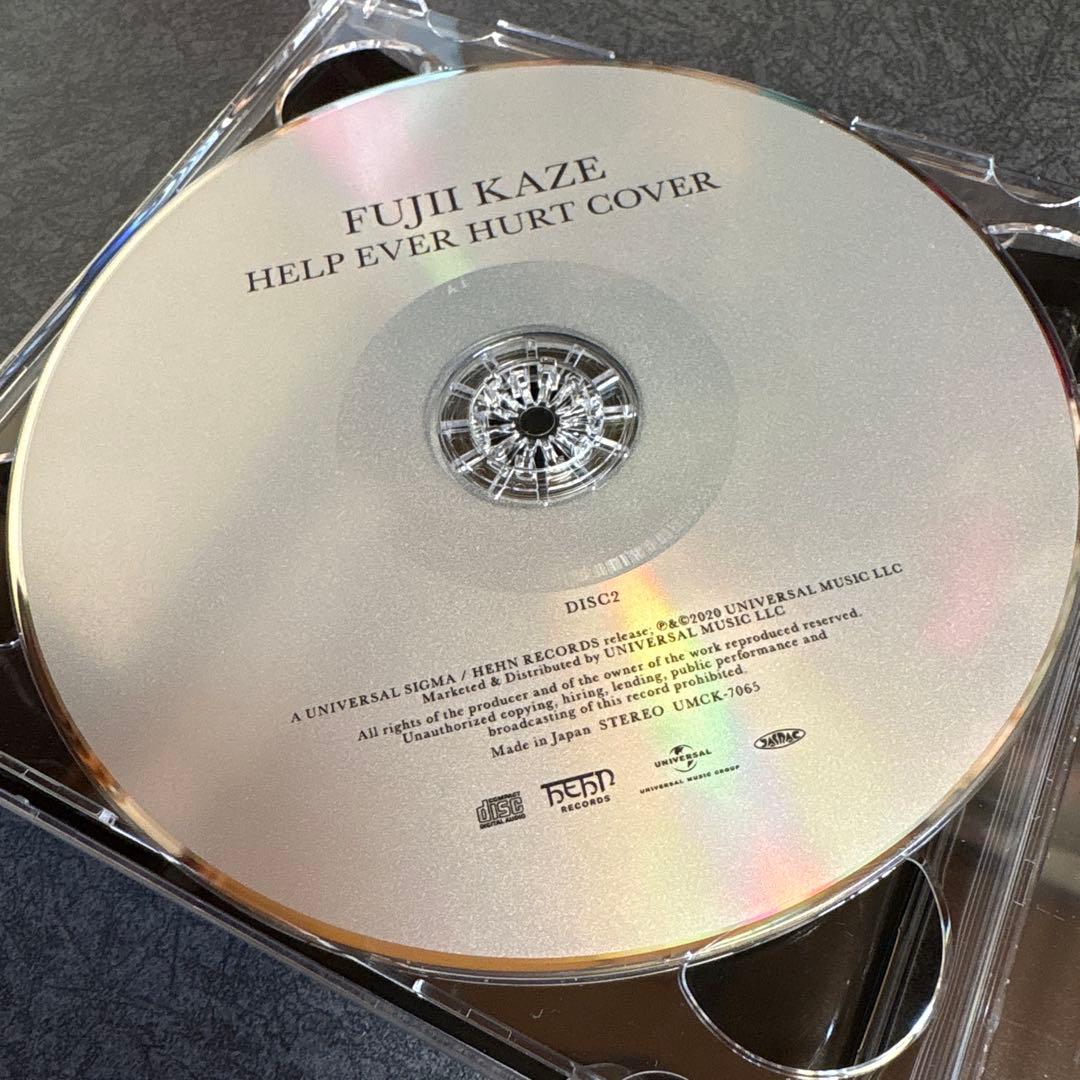 FUJII KAZE
HELP EVER HURT COVER
DISC2
A UNIVERSAL SIGMA / HEHN RECORDS release; ℗&©2020 UNIVERSAL MUSIC LLC
Marketed & Distributed by UNIVERSAL MUSIC LLC
All rights of the producer and of the owner of the work reproduced reserved.
Unauthorized copying, hiring, lending, public performance and
broadcasting of this record prohibited.
Made in Japan STEREO UMCK-7065
COMPACT
disc
DIGITAL AUDIO
HEHN
RECORDS
UNIVERSAL
UNIVERSAL MUSIC GROUP
JASRAC